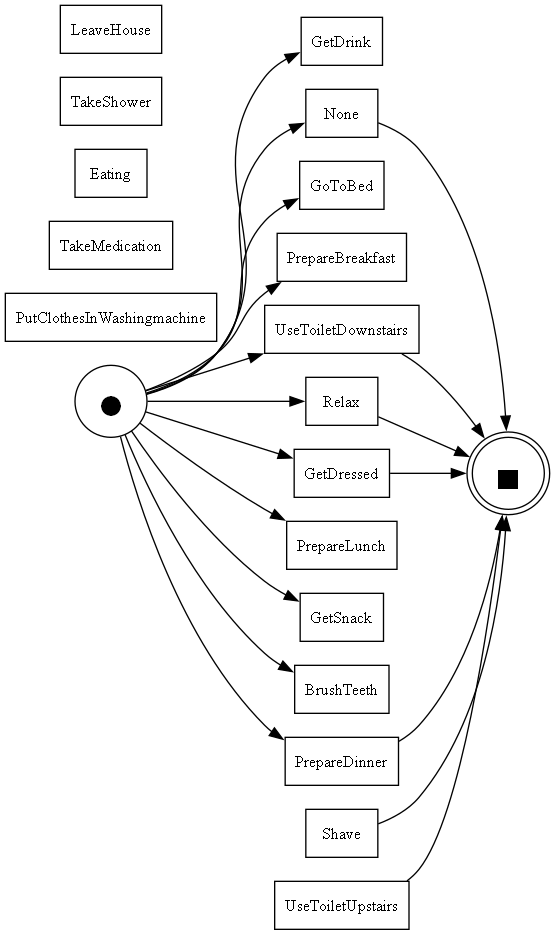 LeaveHouse
TakeShower
Eating
TakeMedication
PutClothesInWashingmachine
GetDrink
None
GoToBed
PrepareBreakfast
UseToiletDownstairs
Relax
GetDressed
PrepareLunch
GetSnack
BrushTeeth
PrepareDinner
Shave
UseToiletUpstairs